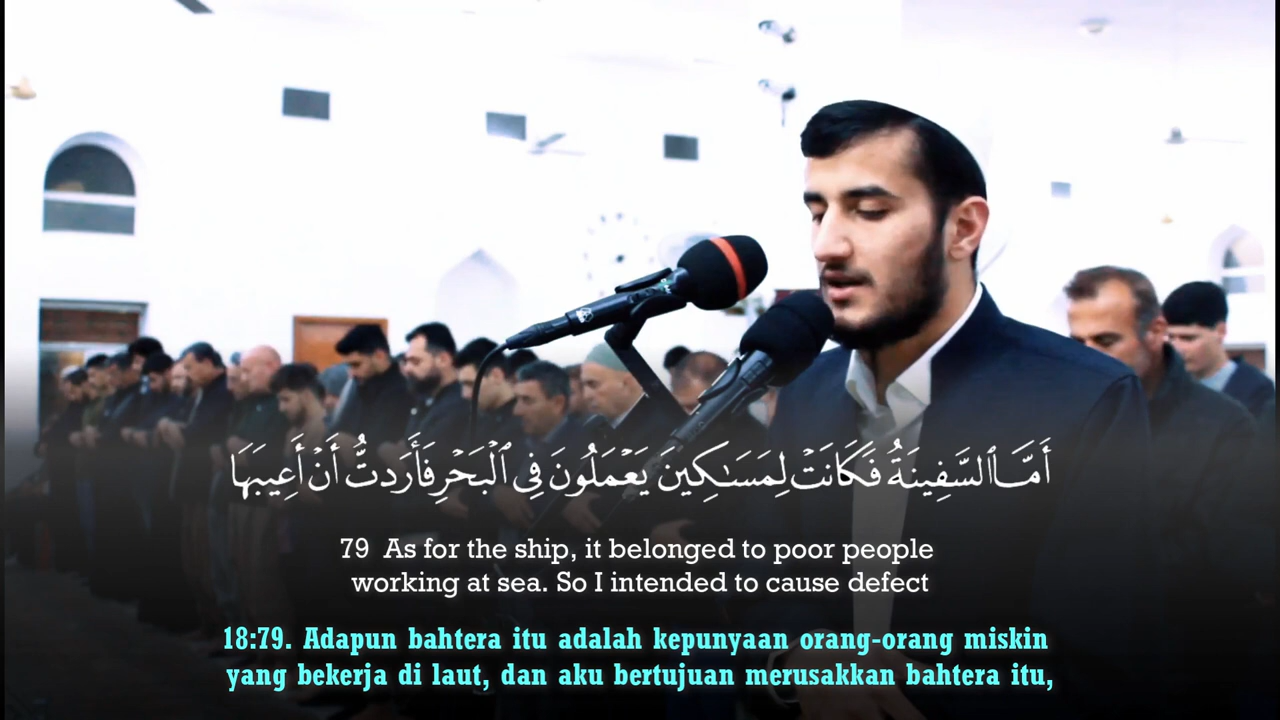 أَمَّا ٱلسَّفِينَةُ فَكَانَتۡ لِمَسَٰكِينَ يَعۡمَلُونَ فِي ٱلۡبَحۡرِ فَأَرَدتُّ أَنۡ أَعِيبَهَا
79 As for the ship, it belonged to poor people
working at sea. So I intended to cause defect
18:79. Adapun bahtera itu adalah kepunyaan orang-orang miskin
yang bekerja di laut, dan aku bertujuan merusakkan bahtera itu,